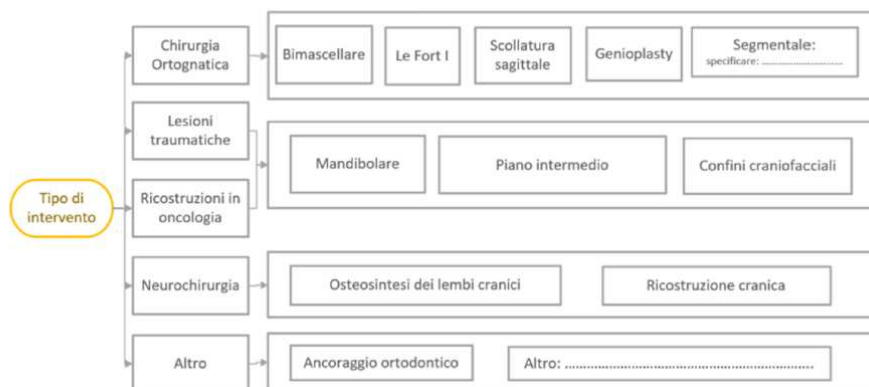 Tipo di
intervento
Chirurgia
Ortognatica
Bimascellare
Le Fort I
Scollatura
sagittale
Genioplasty
Segmentale:
specificare: ..............................
Lesioni
traumatiche
Ricostruzioni in
oncologia
Mandibolare
Piano intermedio
Confini craniofacciali
Neurochirurgia
Osteosintesi dei lembi cranici
Ricostruzione cranica
Altro
Ancoraggio ortodontico
Altro: ..............................................................